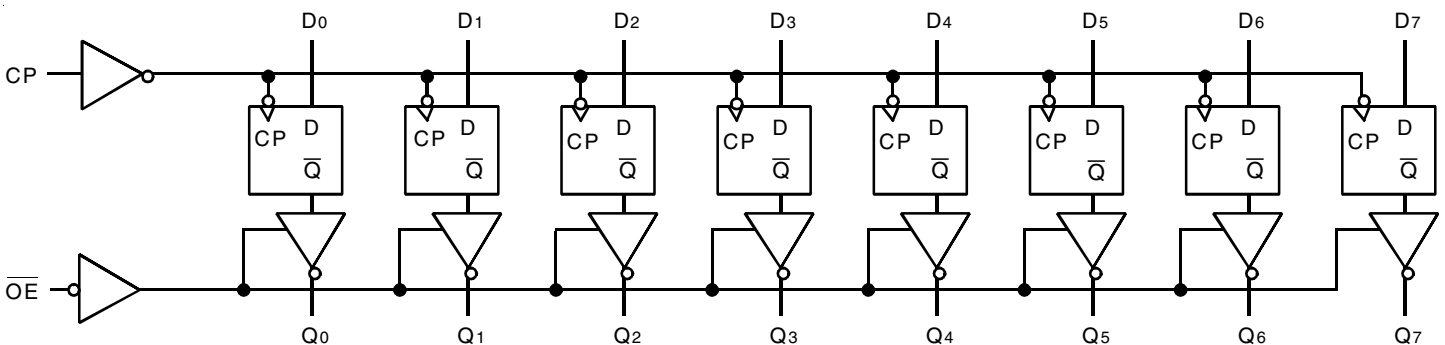 D0 D1 D2 D3 D4 D5 D6 D7
CP
CP D CP D CP D CP D CP D CP D CP D CP D
Q̅ Q̅ Q̅ Q̅ Q̅ Q̅ Q̅ Q̅
O̅E̅
Q0 Q1 Q2 Q3 Q4 Q5 Q6 Q7